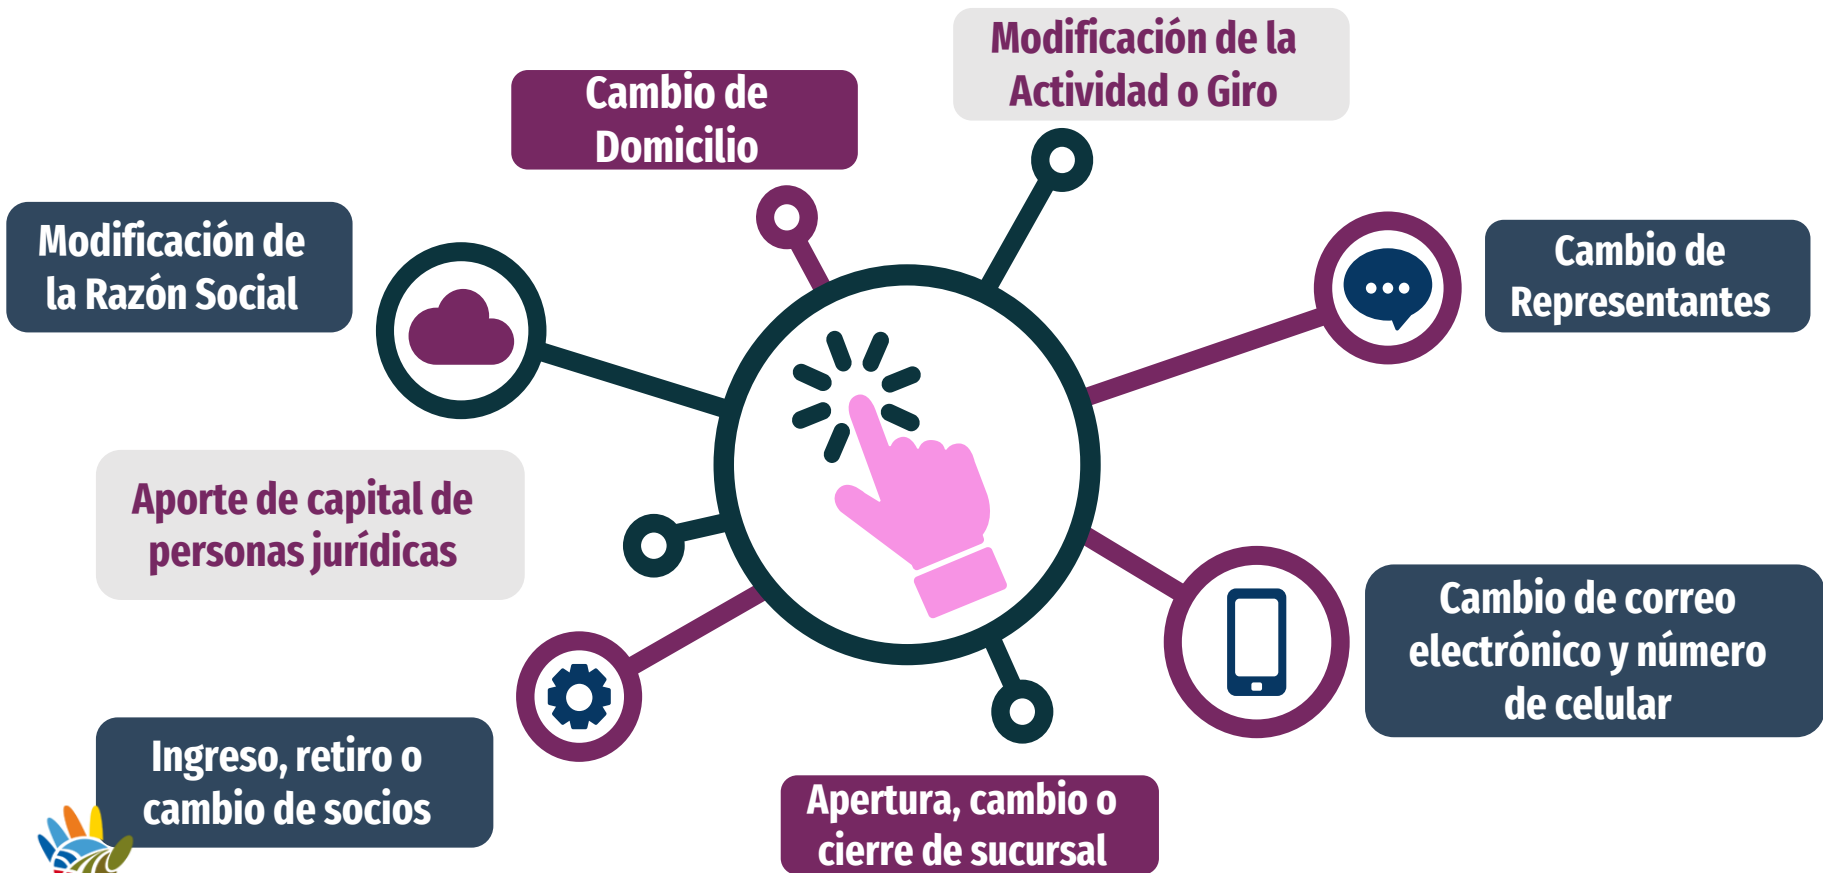 Modificación de la
Actividad o Giro
Cambio de
Domicilio
Modificación de
la Razón Social
Cambio de
Representantes
Aporte de capital de
personas jurídicas
Cambio de correo
electrónico y número
de celular
Ingreso, retiro o
cambio de socios
Apertura, cambio o
cierre de sucursal